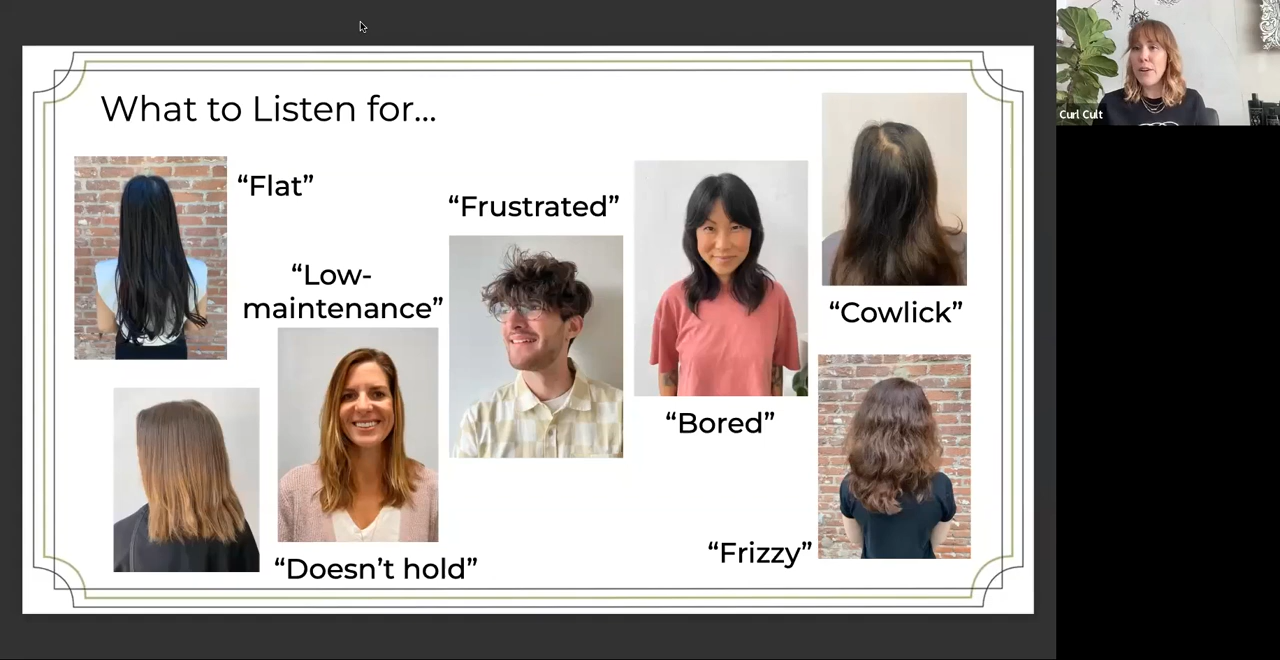 What to Listen for...
“Flat”
“Frustrated”
“Low-
maintenance”
“Cowlick”
“Bored”
“Frizzy”
“Doesn’t hold”
Curl Cult